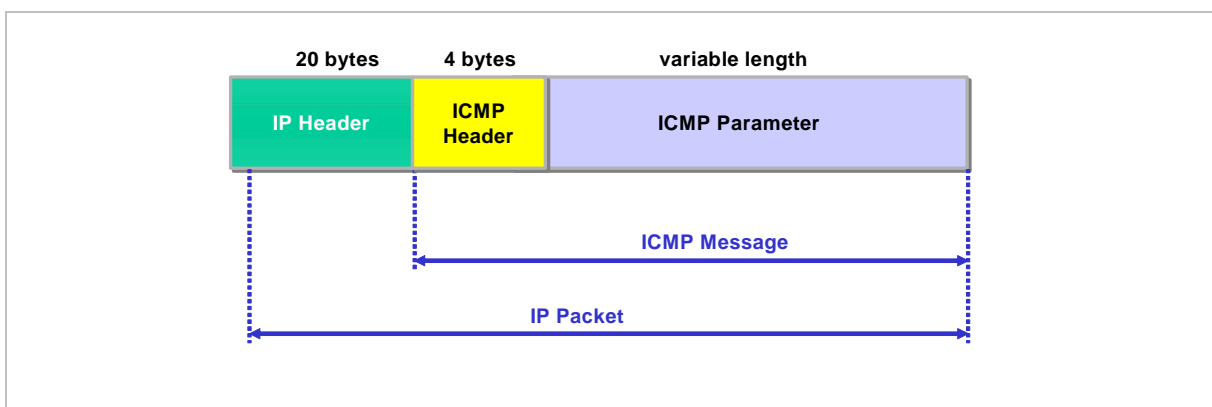 20 bytes 4 bytes variable length
IP Header
ICMP
Header
ICMP Parameter
ICMP Message
IP Packet